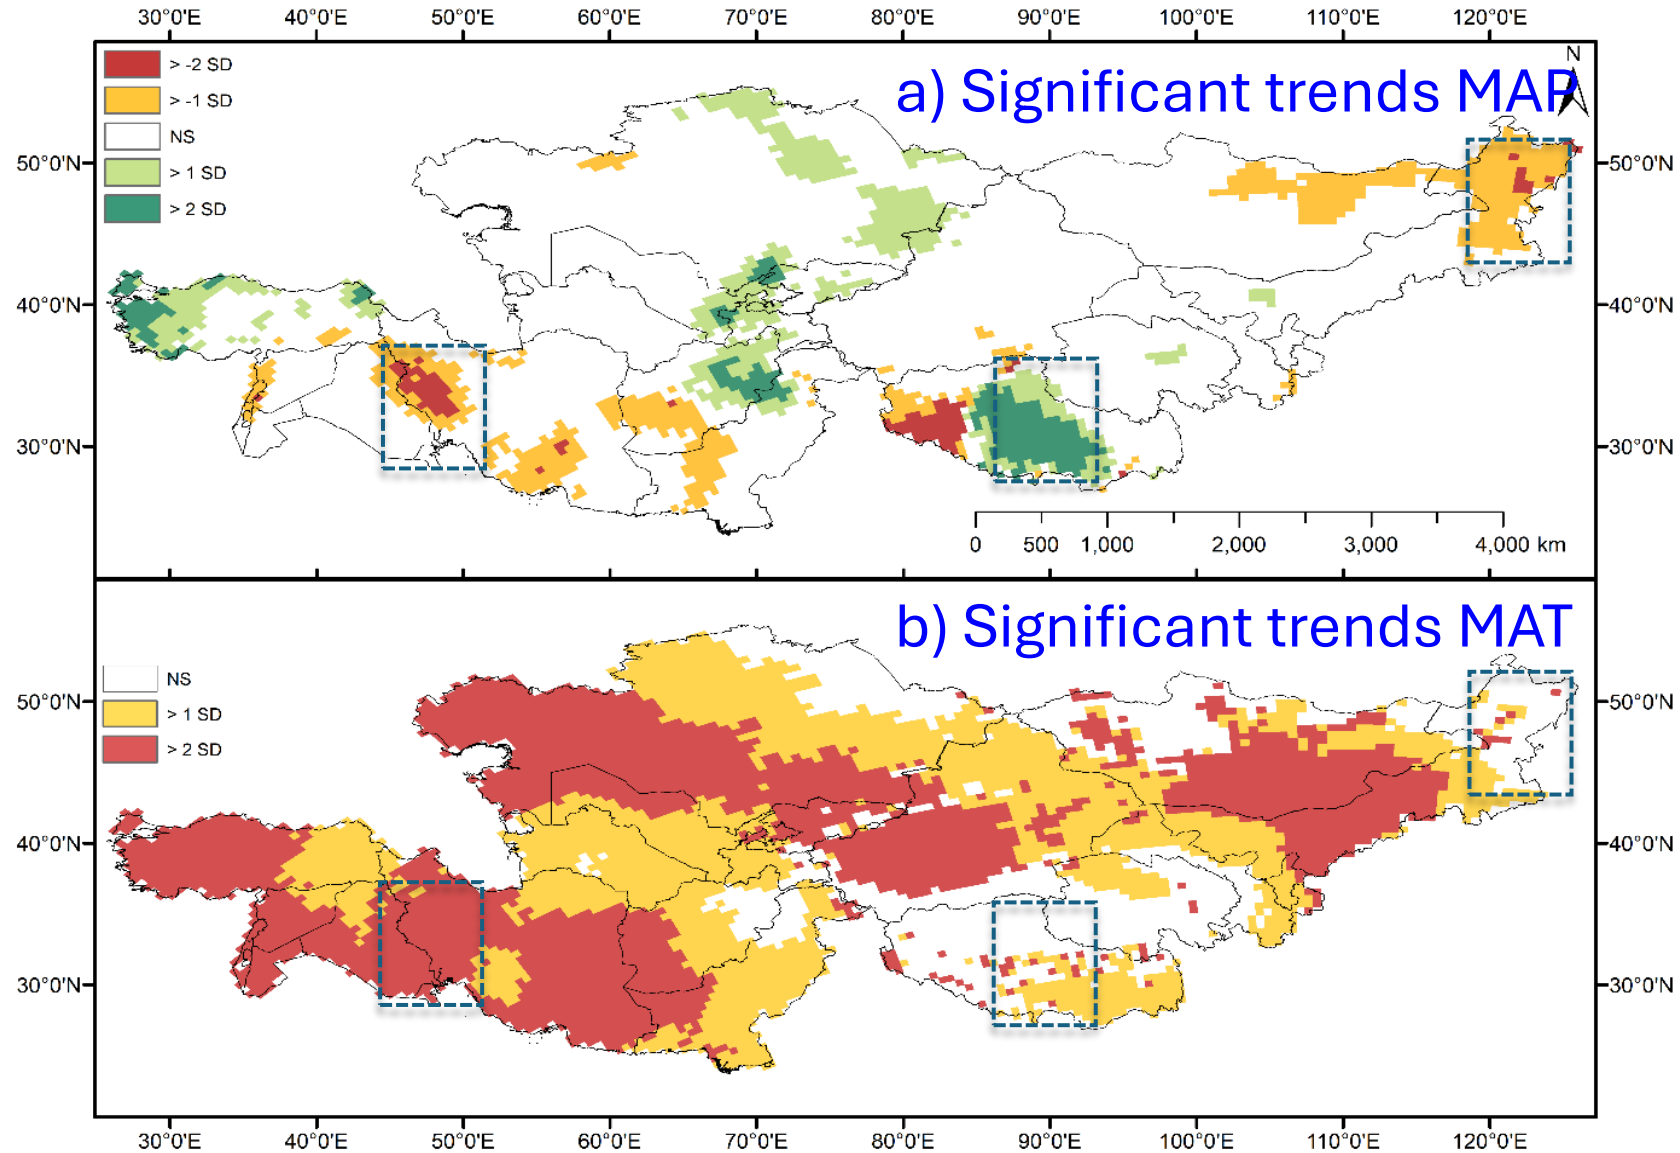 30°0'E 40°0'E 50°0'E 60°0'E 70°0'E 80°0'E 90°0'E 100°0'E 110°0'E 120°0'E
> -2 SD
> -1 SD
NS
> 1 SD
> 2 SD
a) Significant trends MAP
N
50°0'N 50°0'N
40°0'N 40°0'N
30°0'N 30°0'N
0 500 1,000 2,000 3,000 4,000 km
b) Significant trends MAT
NS
> 1 SD
> 2 SD
50°0'N 50°0'N
40°0'N 40°0'N
30°0'N 30°0'N
30°0'E 40°0'E 50°0'E 60°0'E 70°0'E 80°0'E 90°0'E 100°0'E 110°0'E 120°0'E